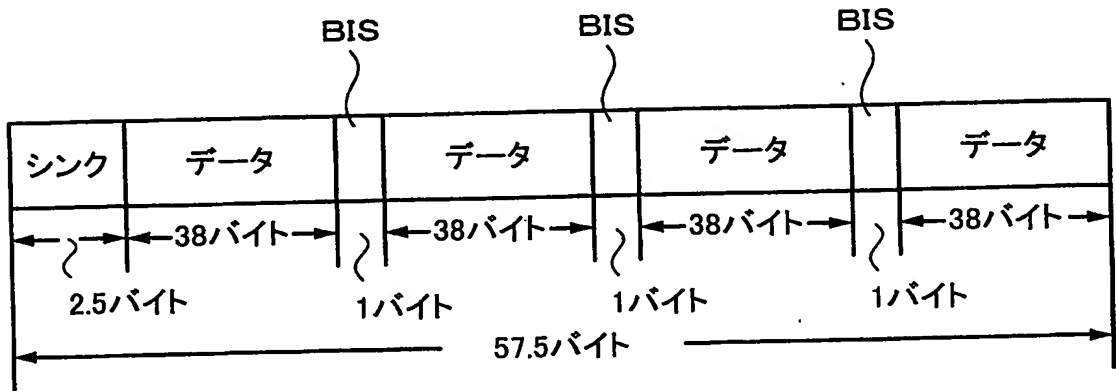 BIS BIS BIS
シンク データ データ データ データ
38バイト 38バイト 38バイト 38バイト
2.5バイト 1バイト 1バイト 1バイト
57.5バイト